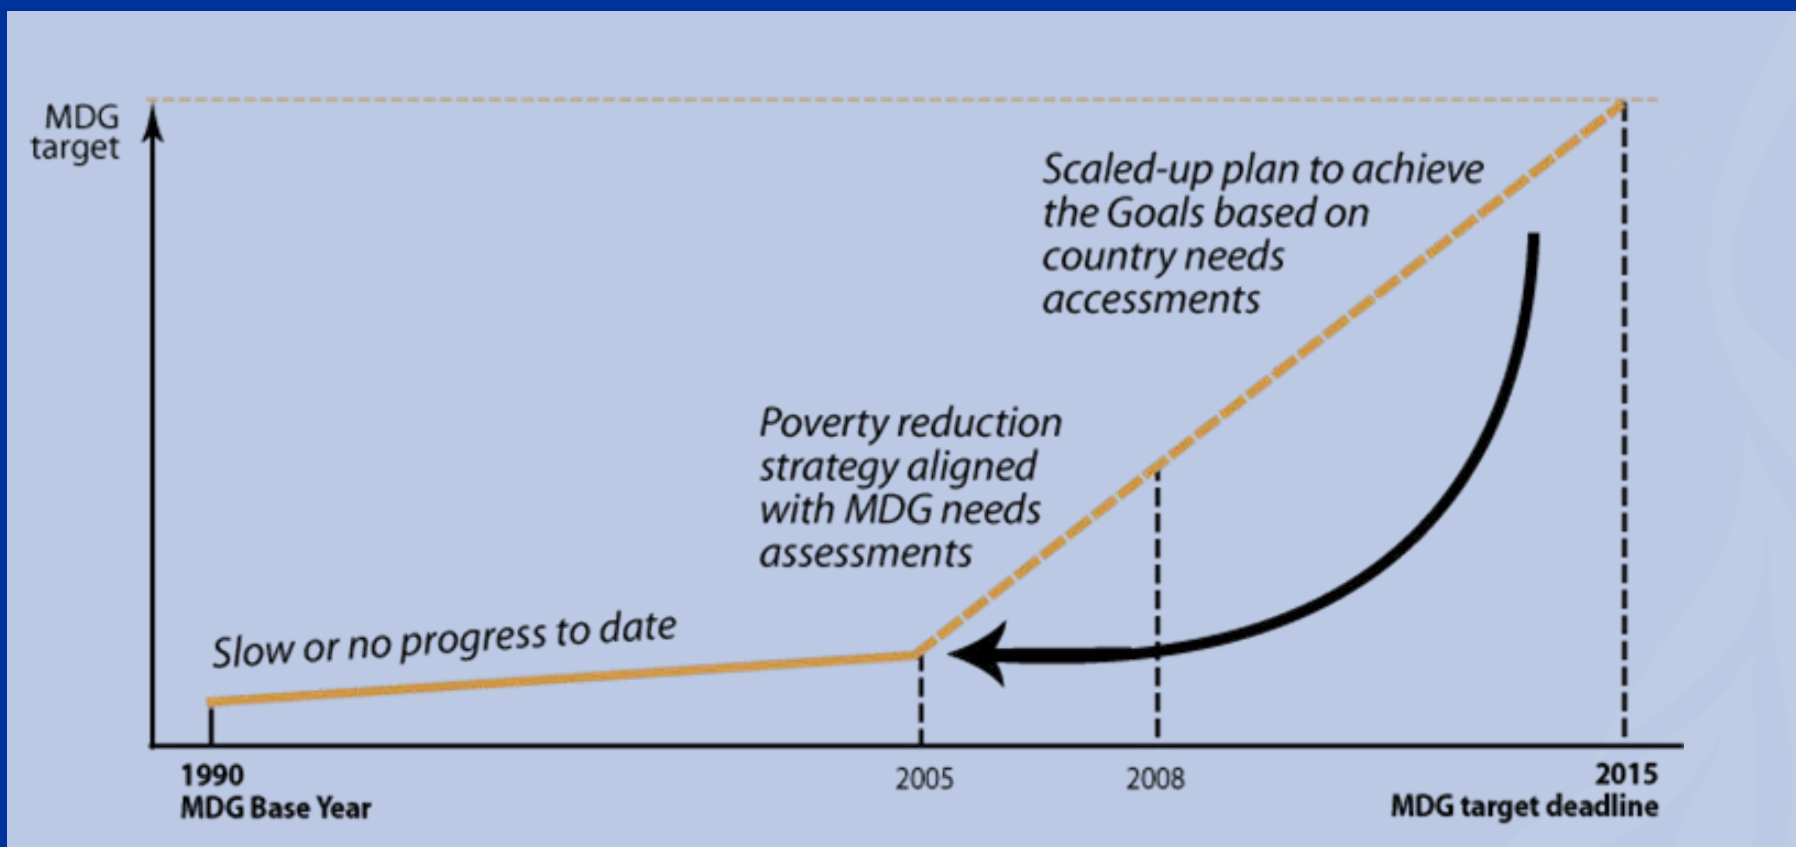 MDG
target
Scaled-up plan to achieve
the Goals based on
country needs
accessments
Poverty reduction
strategy aligned
with MDG needs
assessments
Slow or no progress to date
1990
MDG Base Year
2005
2008
2015
MDG target deadline